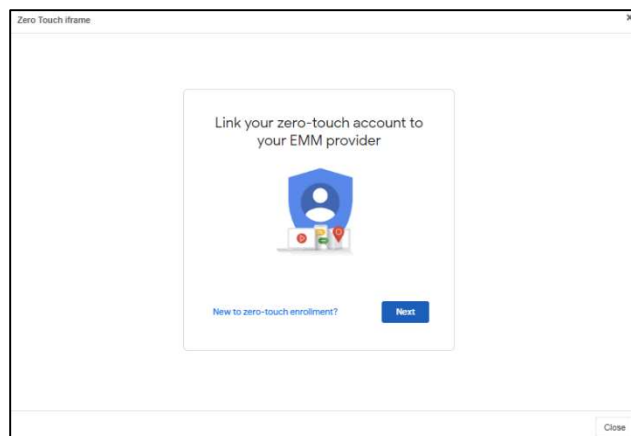 Zero Touch iframe
x
Link your zero-touch account to
your EMM provider
New to zero-touch enrollment?
Next
Close